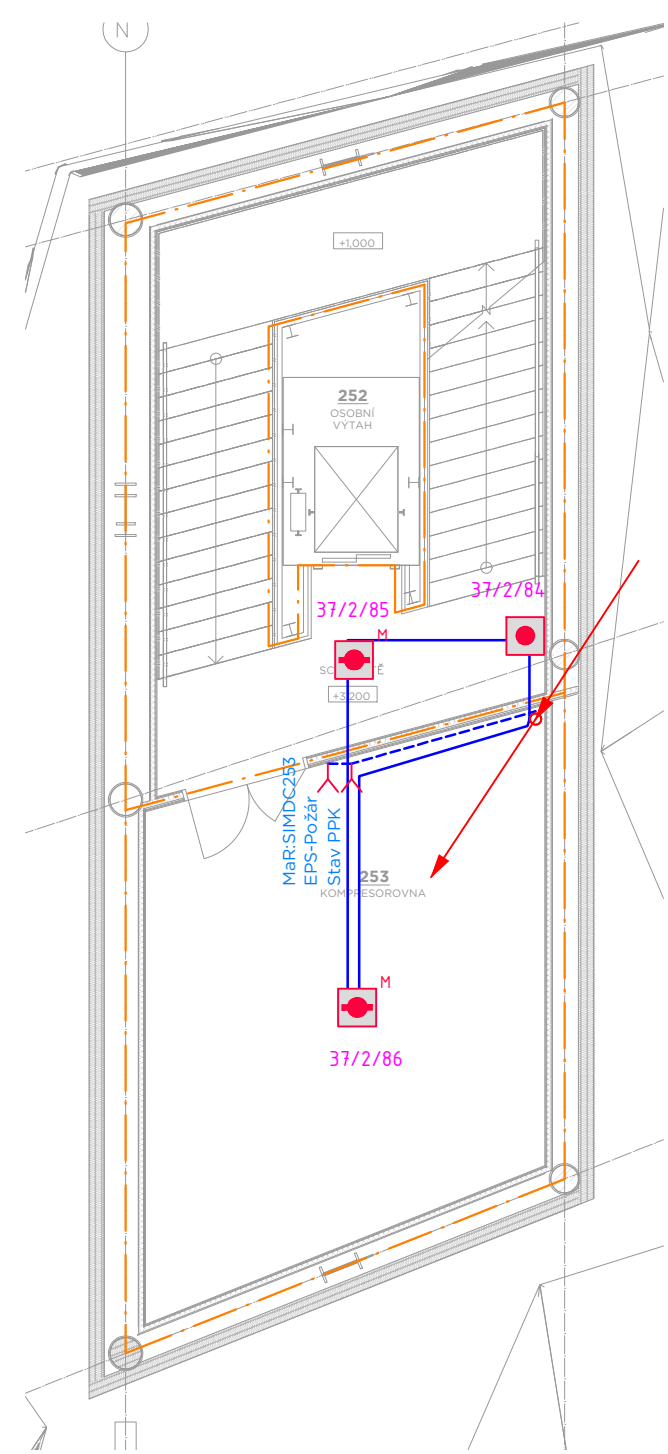 N
+1,000
252
OSOBNÍ
VÝTAH
N
37/2/84
37/2/85
M
+3,200
MaR:SIMDC253
EPS-Požár
Stav PPK
253
KOMPRESOROVNA
M
37/2/86